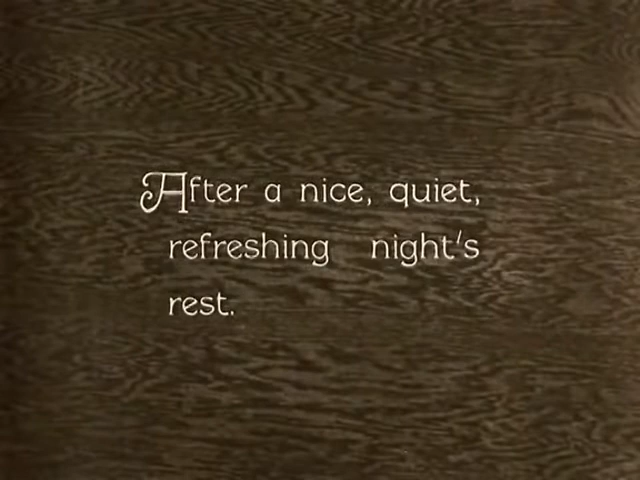 After a nice, quiet,
refreshing night's
rest.